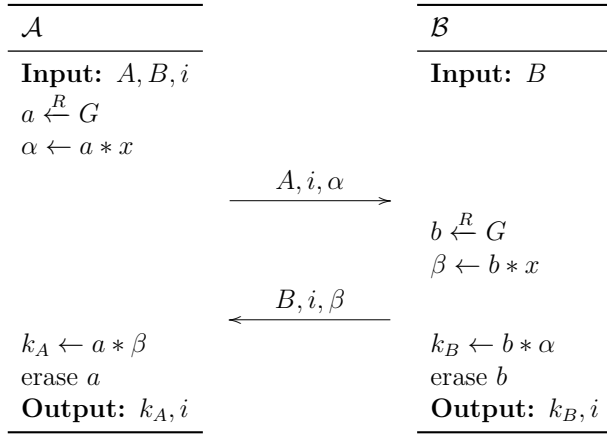 𝒜
Input: A, B, i
a ←ᴿ G
α ← a ∗ x
ℬ
Input: B
A, i, α
b ←ᴿ G
β ← b ∗ x
B, i, β
k_A ← a ∗ β
erase a
Output: k_A, i
k_B ← b ∗ α
erase b
Output: k_B, i